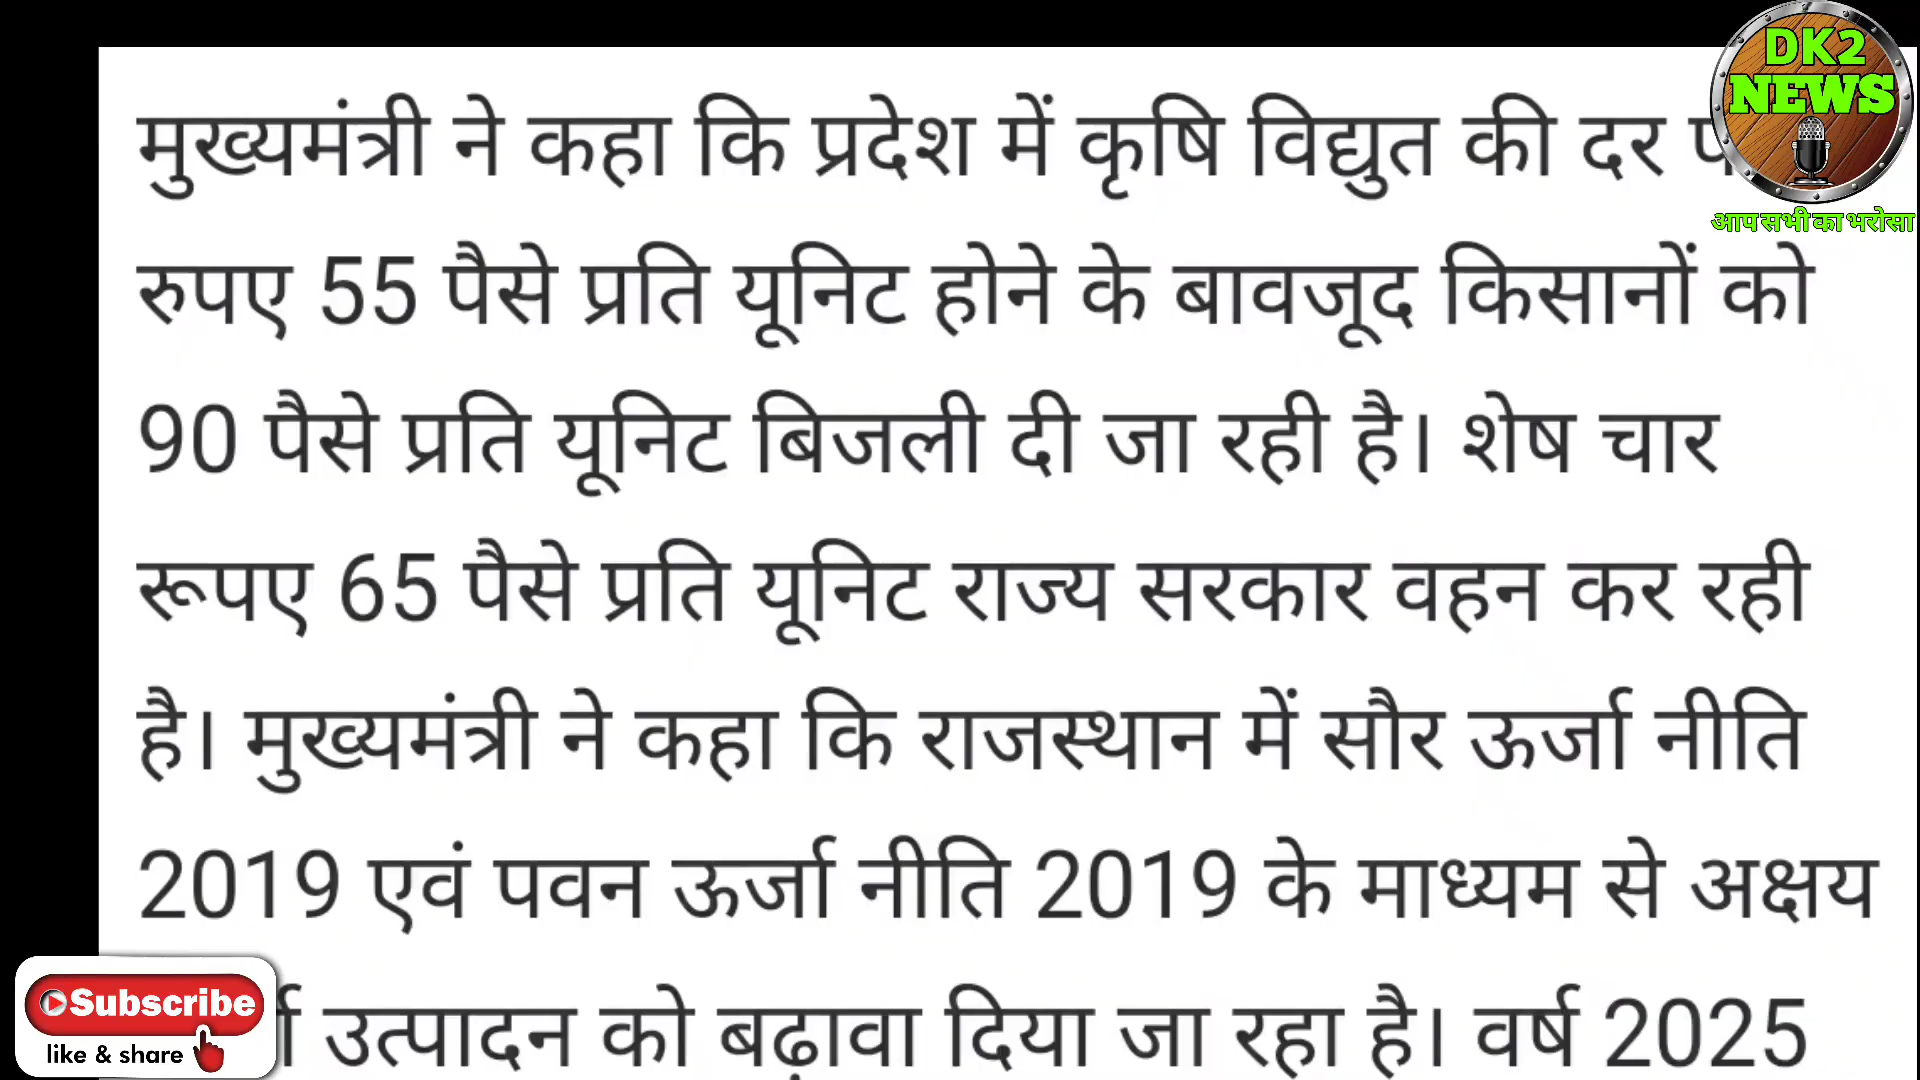 मुख्यमंत्री ने कहा कि प्रदेश में कृषि विद्युत की दर
रुपए 55 पैसे प्रति यूनिट होने के बावजूद किसानों को
90 पैसे प्रति यूनिट बिजली दी जा रही है। शेष चार
रूपए 65 पैसे प्रति यूनिट राज्य सरकार वहन कर रही
है। मुख्यमंत्री ने कहा कि राजस्थान में सौर ऊर्जा नीति
2019 एवं पवन ऊर्जा नीति 2019 के माध्यम से अक्षय
उत्पादन को बढ़ावा दिया जा रहा है। वर्ष 2025
DK2
NEWS
आप सभी का भरोसा
Subscribe
like & share